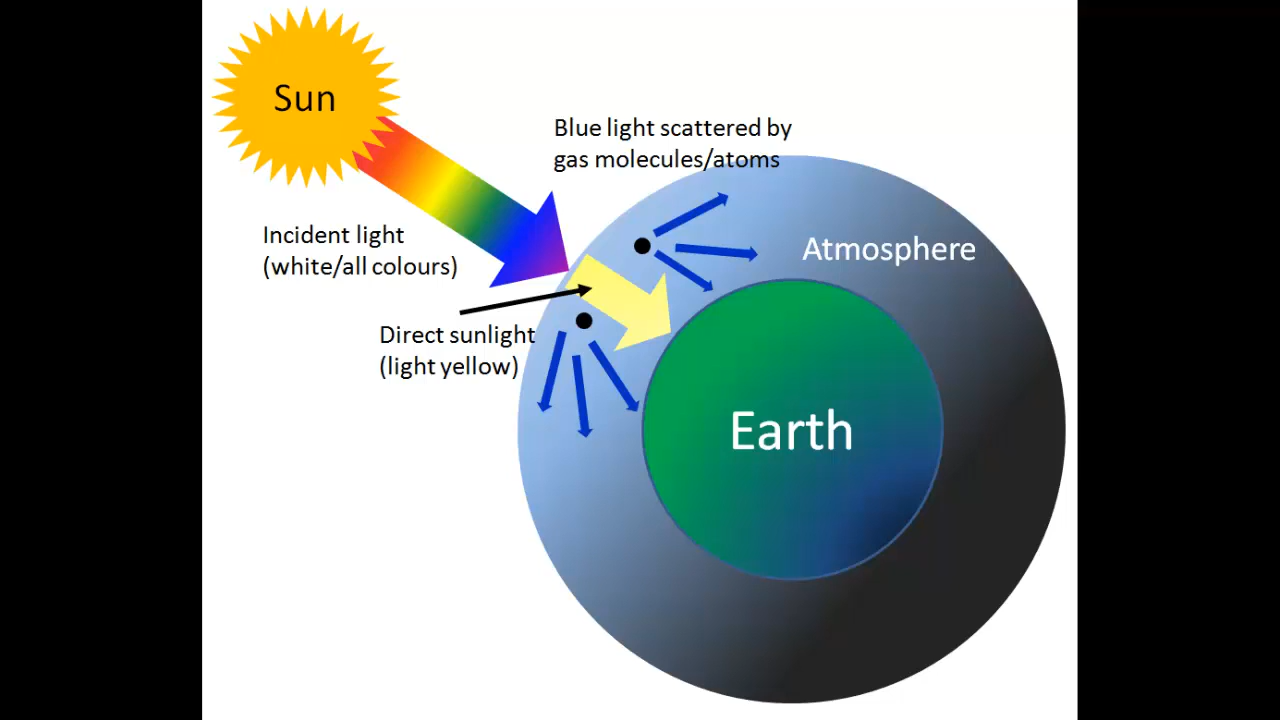 Sun
Blue light scattered by
gas molecules/atoms
Incident light
(white/all colours)
Atmosphere
Direct sunlight
(light yellow)
Earth